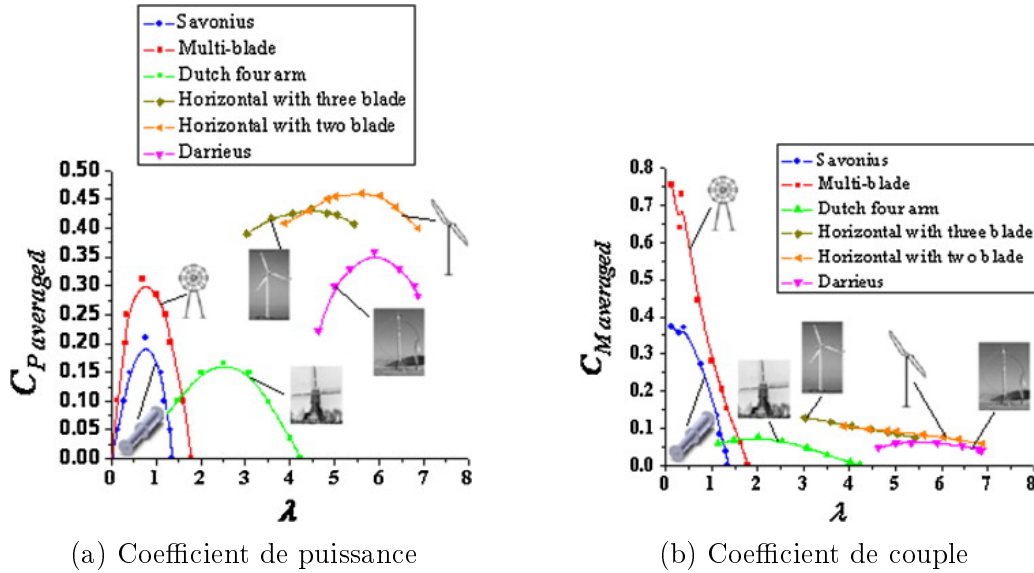 Savonius
Multi-blade
Dutch four arm
Horizontal with three blade
Horizontal with two blade
Darrieus
C_P averaged
0.50
0.45
0.40
0.35
0.30
0.25
0.20
0.15
0.10
0.05
0.00
0 1 2 3 4 5 6 7 8
λ
(a) Coefficient de puissance
Savonius
Multi-blade
Dutch four arm
Horizontal with three blade
Horizontal with two blade
Darrieus
C_M averaged
0.8
0.7
0.6
0.5
0.4
0.3
0.2
0.1
0.0
0 1 2 3 4 5 6 7 8
λ
(b) Coefficient de couple